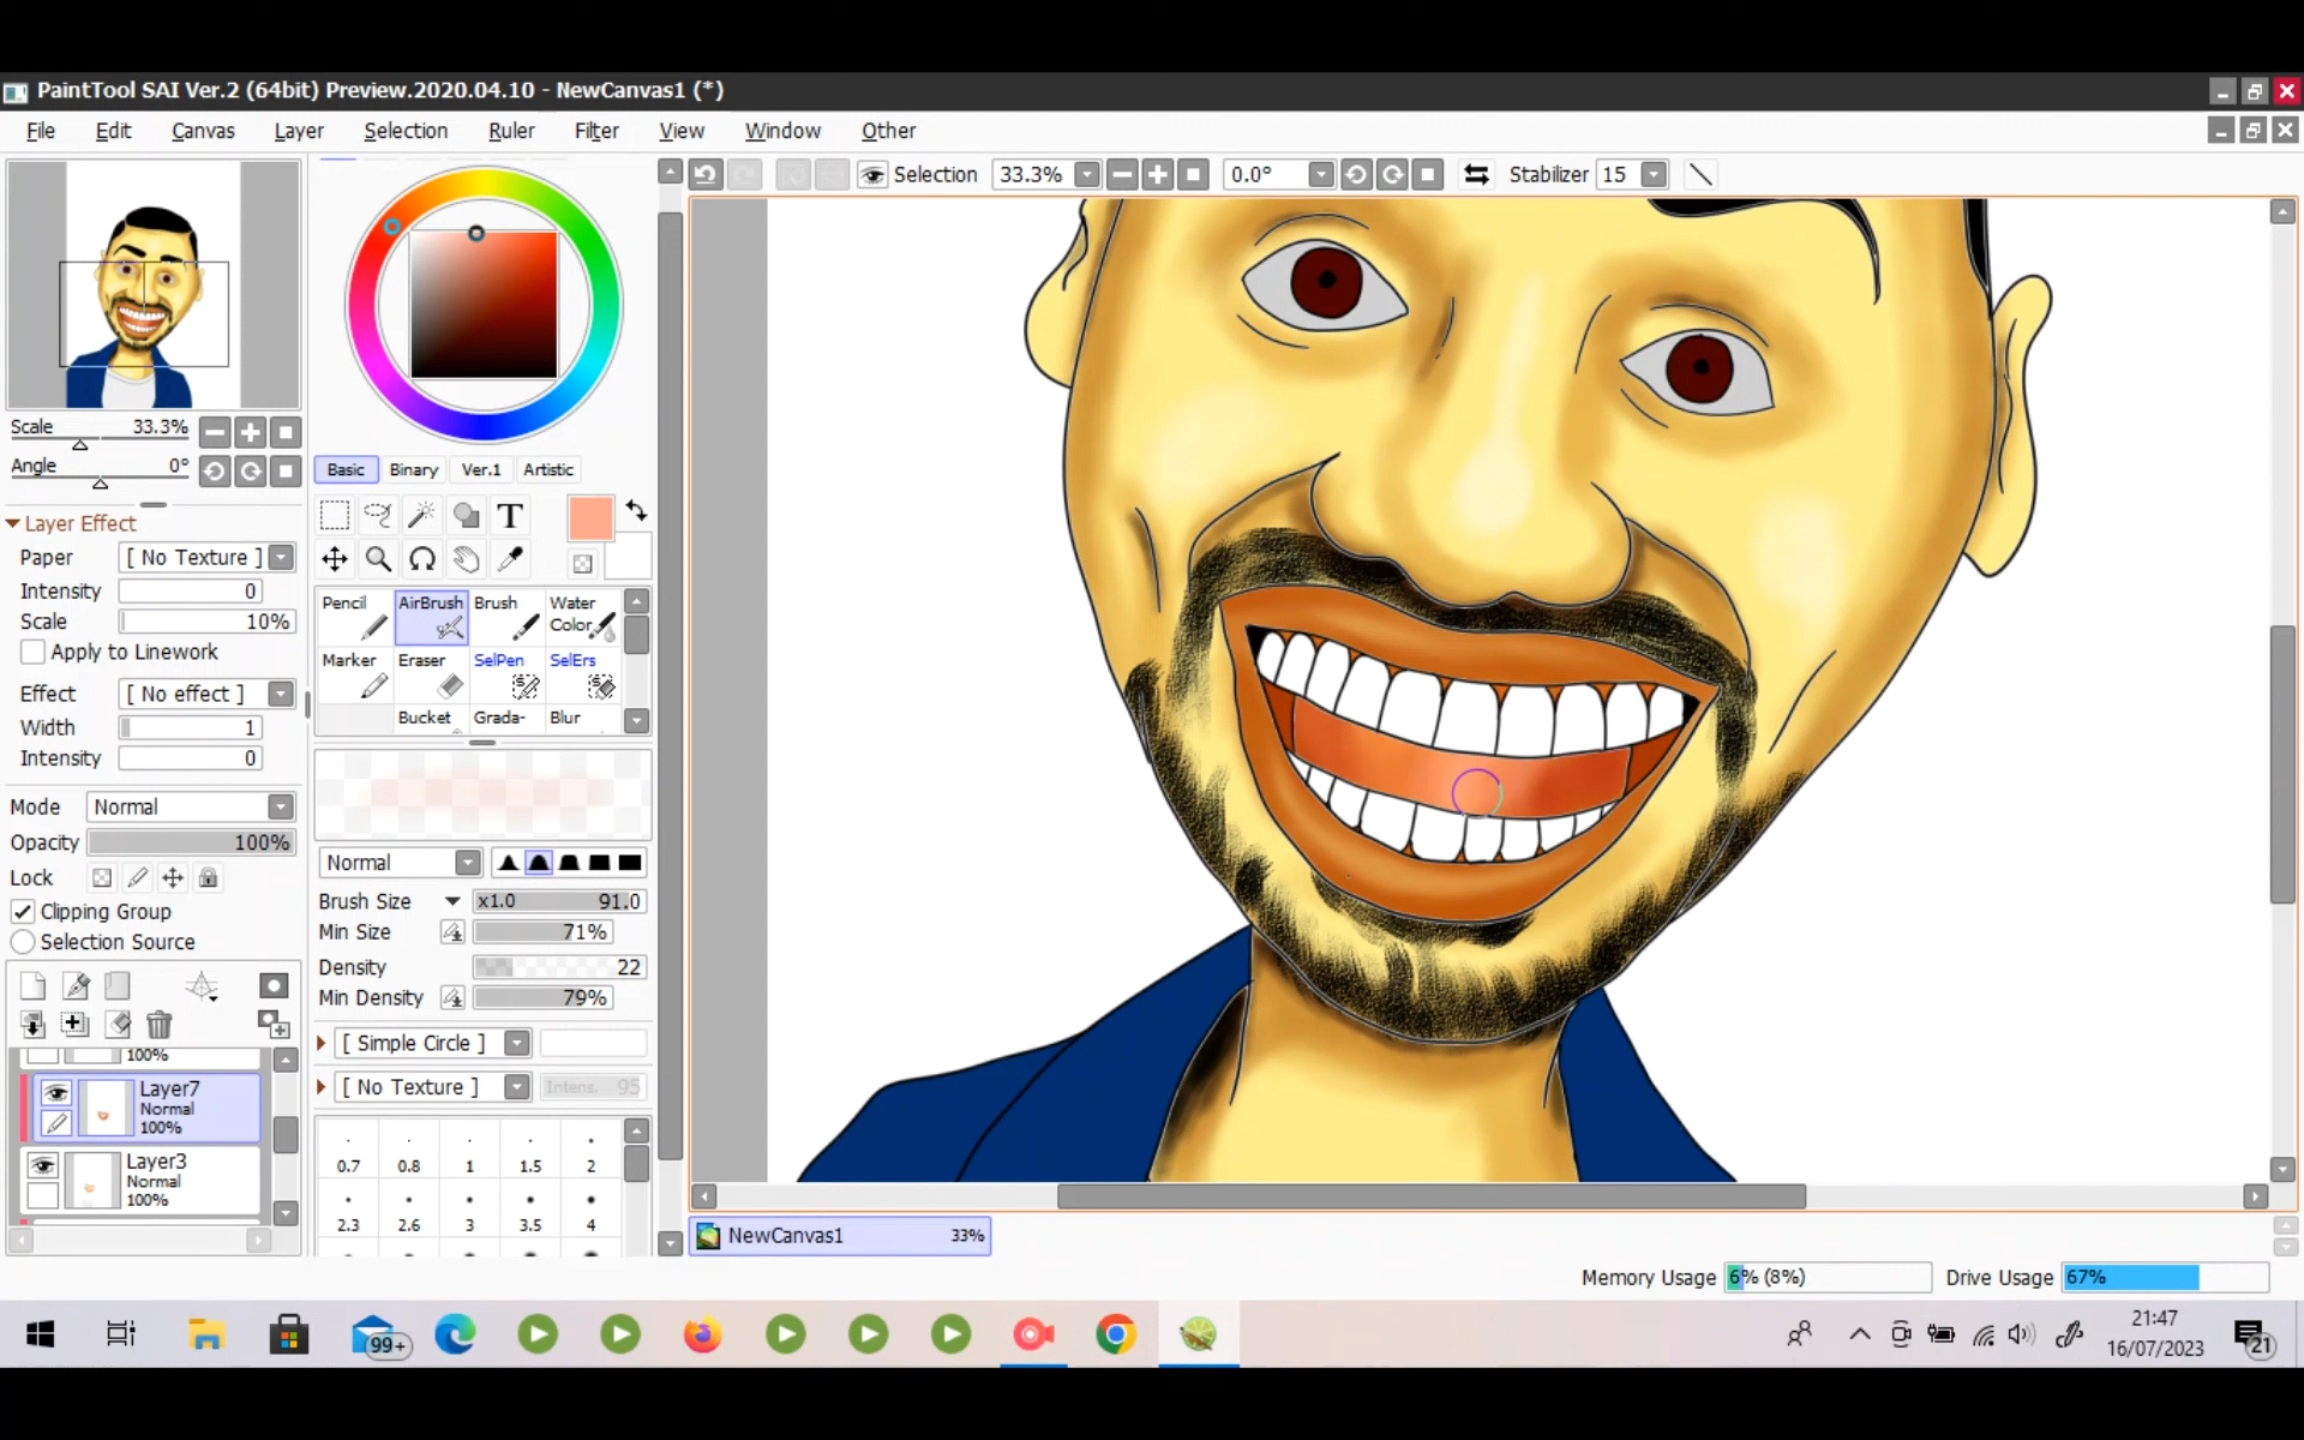 PaintTool SAI Ver.2 (64bit) Preview.2020.04.10 - NewCanvas1 (*)
File Edit Canvas Layer Selection Ruler Filter View Window Other
Selection 33.3% 0.0° Stabilizer 15
Scale 33.3%
Angle 0°
Layer Effect
Paper [ No Texture ]
Intensity 0
Scale 10%
Apply to Linework
Effect [ No effect ]
Width 1
Intensity 0
Mode Normal
Opacity 100%
Lock
Clipping Group
Selection Source
100%
Layer7
Normal
100%
Layer3
Normal
100%
Basic Binary Ver.1 Artistic
T
Pencil AirBrush Brush Water Color
Marker Eraser SelPen SelErs
Bucket Grada- Blur
Normal
Brush Size x1.0 91.0
Min Size 71%
Density 22
Min Density 79%
[ Simple Circle ]
[ No Texture ] Intens. 95
0.7 0.8 1 1.5 2
2.3 2.6 3 3.5 4
NewCanvas1 33%
Memory Usage 6% (8%) Drive Usage 67%
99+
21:47
16/07/2023
21